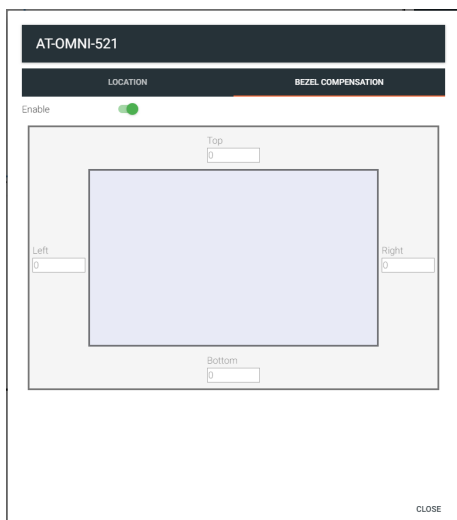 AT-OMNI-521
LOCATION BEZEL COMPENSATION
Enable
Top
0
Left Right
0 0
Bottom
0
CLOSE